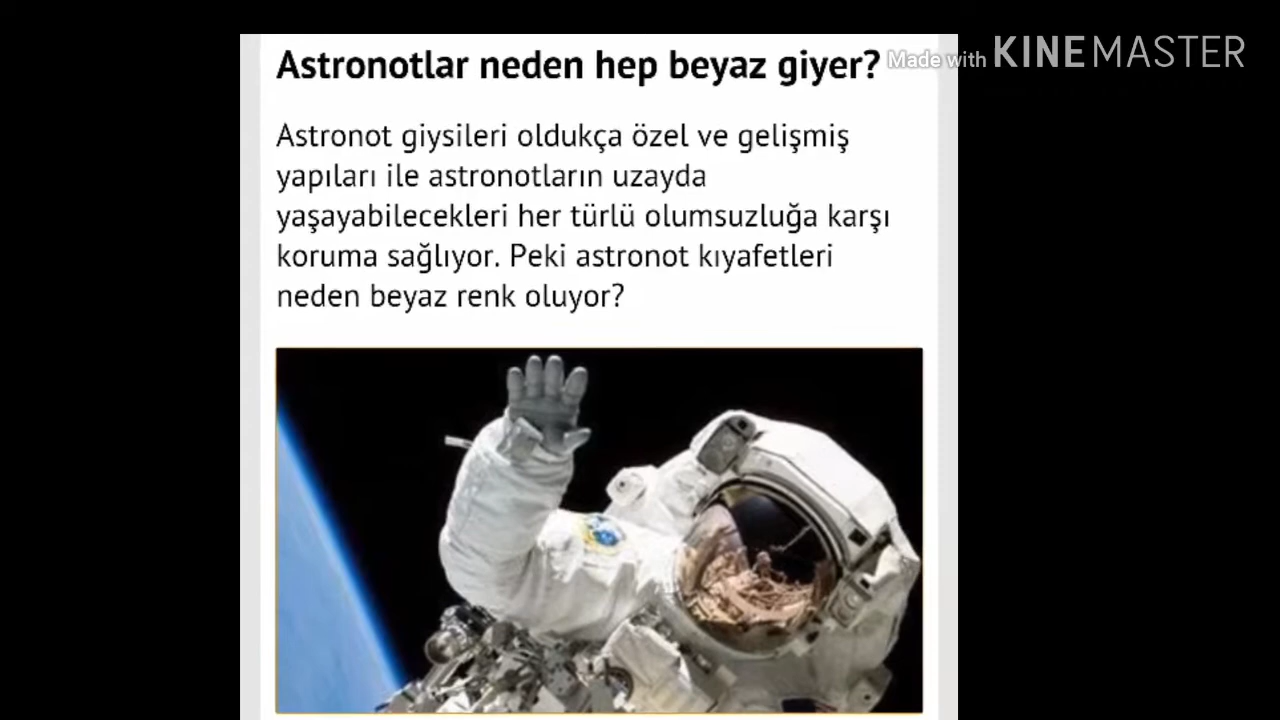 Astronotlar neden hep beyaz giyer?
Made with KINEMASTER
Astronot giysileri oldukça özel ve gelişmiş
yapıları ile astronotların uzayda
yaşayabilecekleri her türlü olumsuzluğa karşı
koruma sağlıyor. Peki astronot kıyafetleri
neden beyaz renk oluyor?